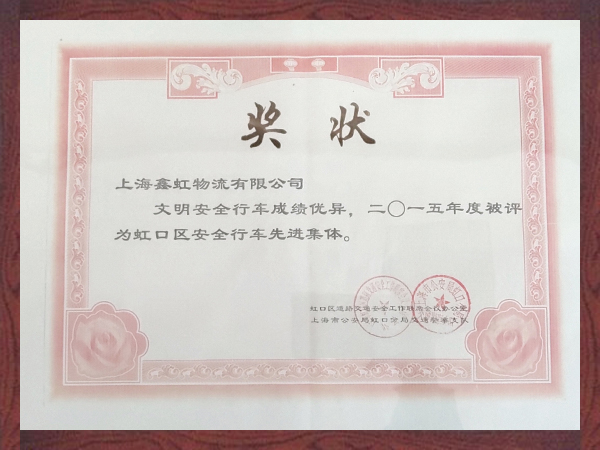 奖状
上海鑫虹物流有限公司
文明安全行车成绩优异，二〇一五年度被评
为虹口区安全行车先进集体。
虹口区道路交通安全工作联席会议办公室
上海市公安局虹口分局交通警察大队